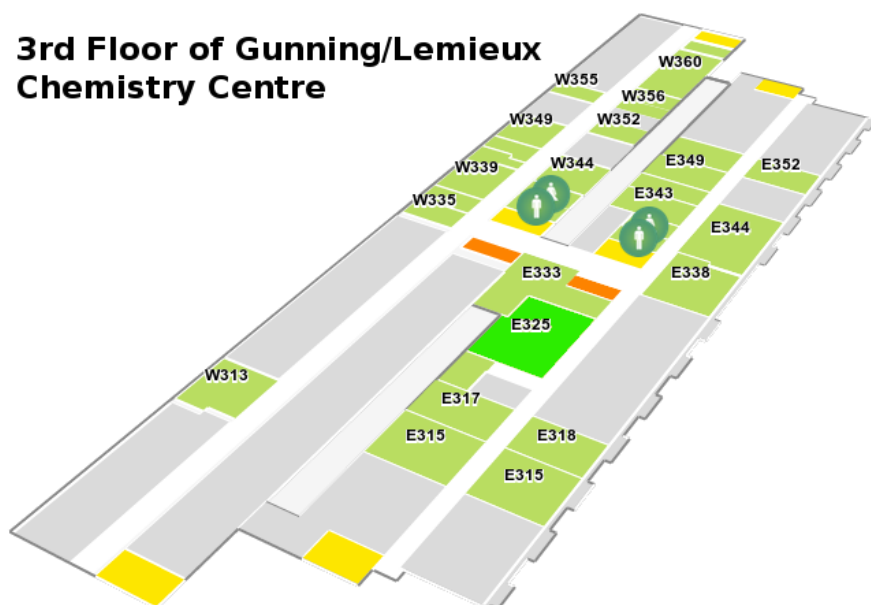 3rd Floor of Gunning/Lemieux
Chemistry Centre
W360
W355
W356
W349
W352
W344
E349
E352
W339
E343
W335
E344
E333
E338
E325
W313
E317
E315
E318
E315